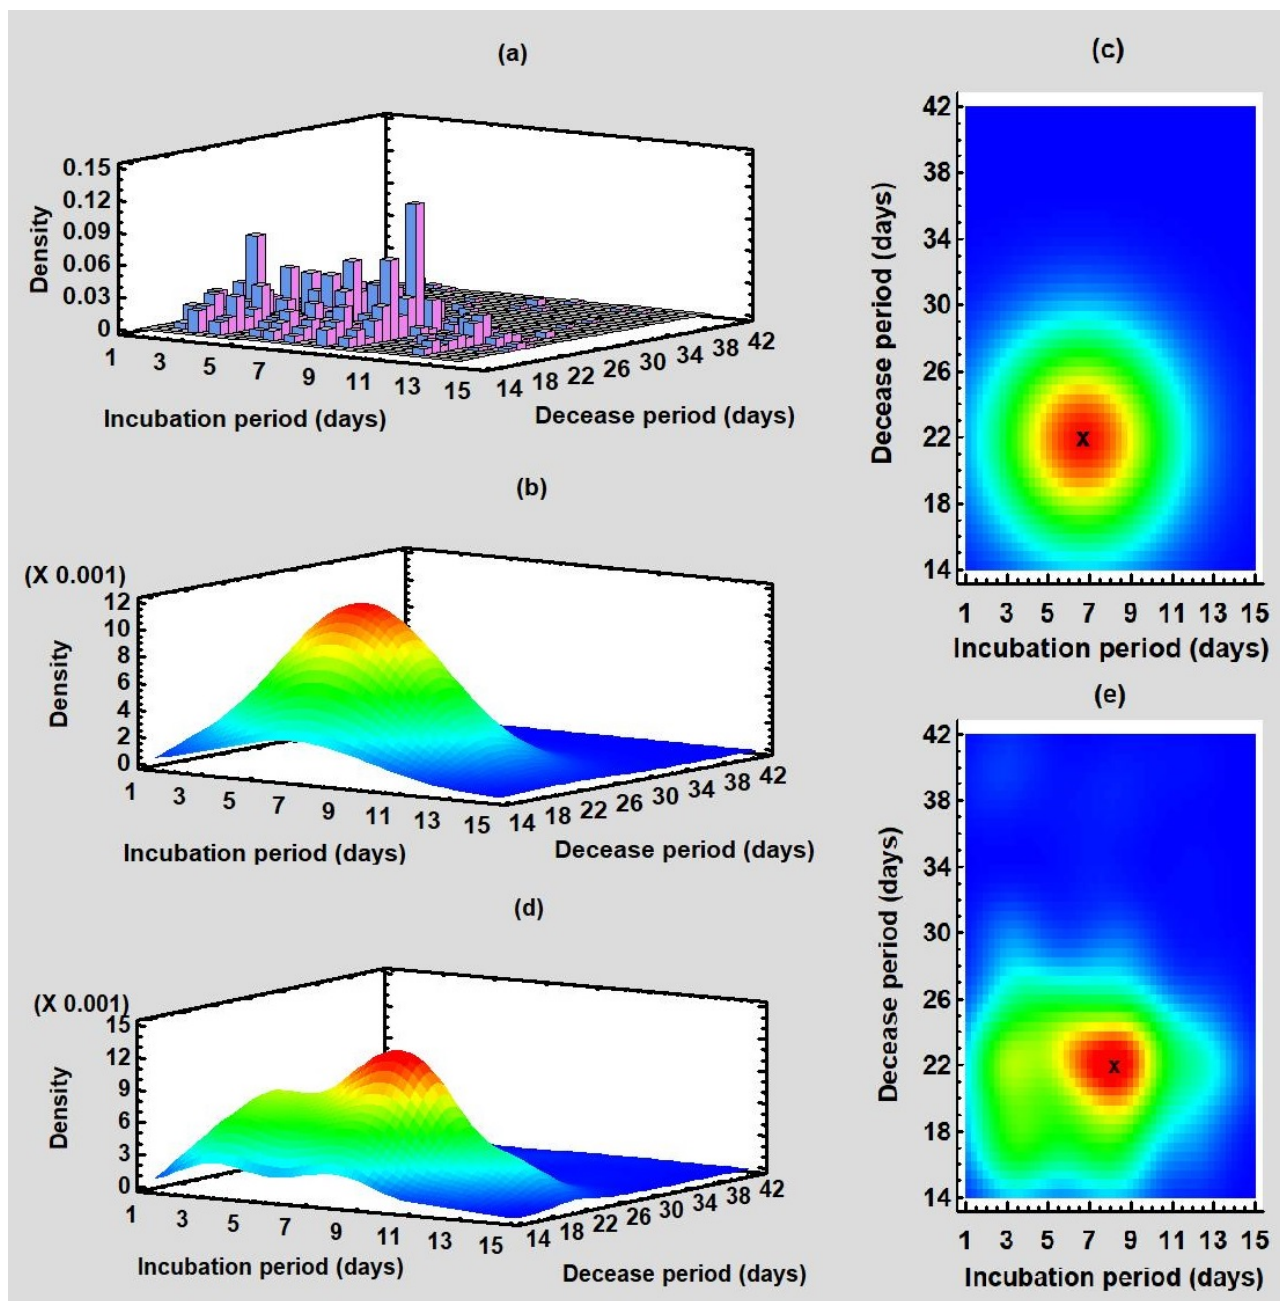 (a)
0.15
0.12
0.09
0.06
0.03
0
Density
1 3 5 7 9 11 13 15
14 18 22 26 30 34 38 42
Incubation period (days)
Decease period (days)
(b)
(X 0.001)
12
10
8
6
4
2
0
Density
1 3 5 7 9 11 13 15
14 18 22 26 30 34 38 42
Incubation period (days)
Decease period (days)
(d)
(X 0.001)
15
12
9
6
3
0
Density
1 3 5 7 9 11 13 15
14 18 22 26 30 34 38 42
Incubation period (days)
Decease period (days)
(c)
42
38
34
30
26
22
18
14
Decease period (days)
x
1 3 5 7 9 11 13 15
Incubation period (days)
(e)
42
38
34
30
26
22
18
14
Decease period (days)
x
1 3 5 7 9 11 13 15
Incubation period (days)